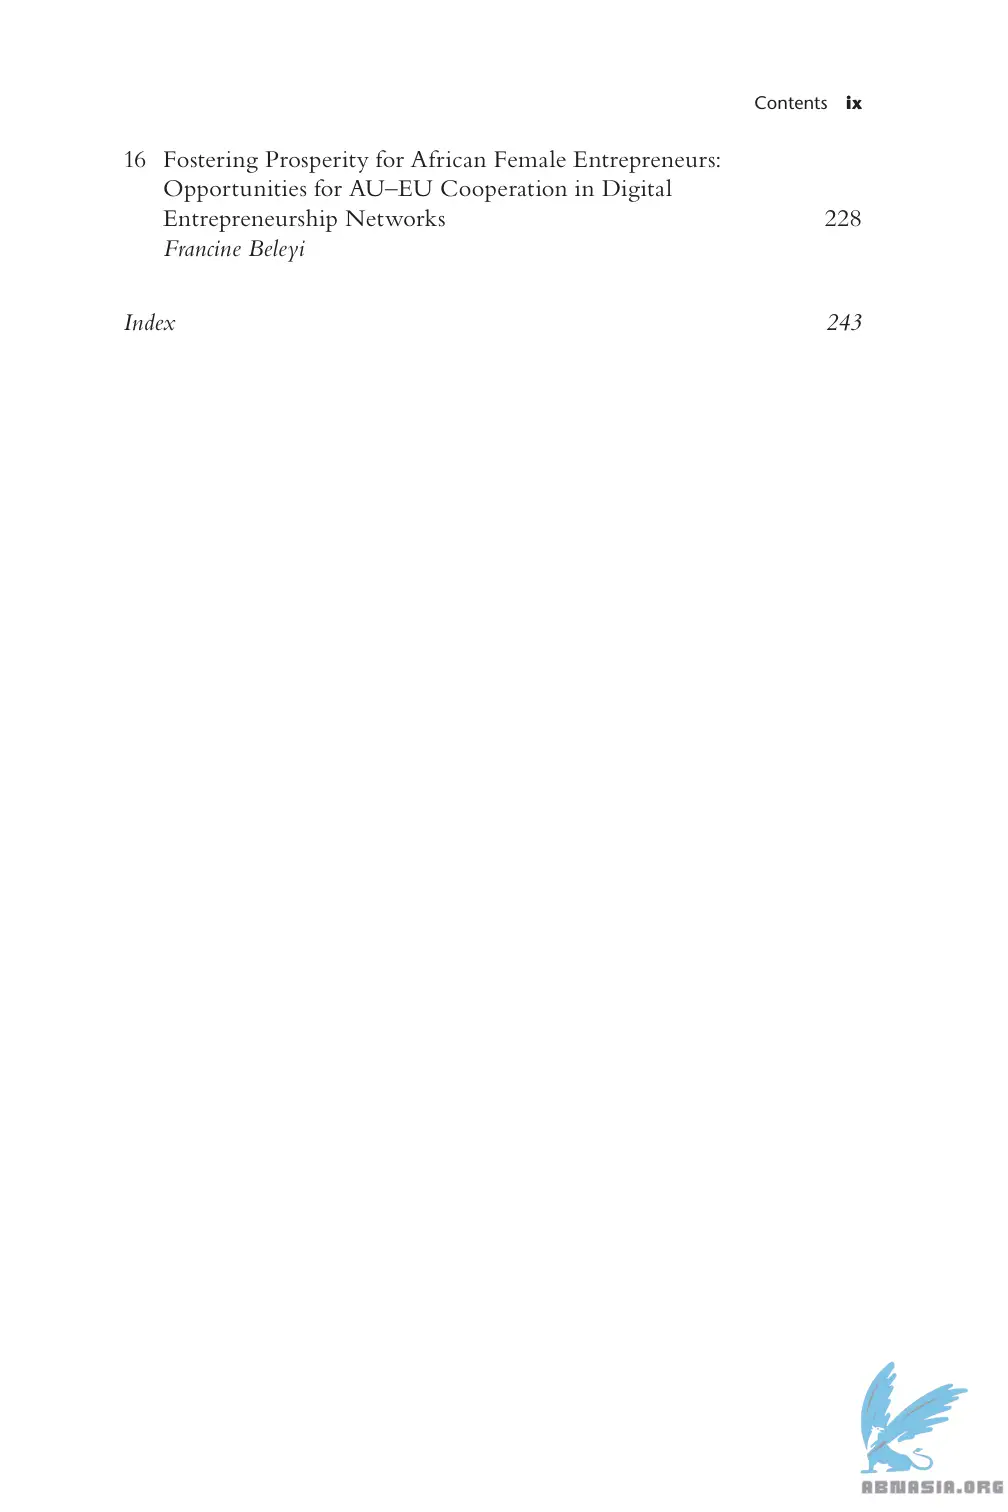 Contents ix
16 Fostering Prosperity for African Female Entrepreneurs:
Opportunities for AU–EU Cooperation in Digital
Entrepreneurship Networks 228
Francine Beleyi
Index 243
ABNASIA.ORG